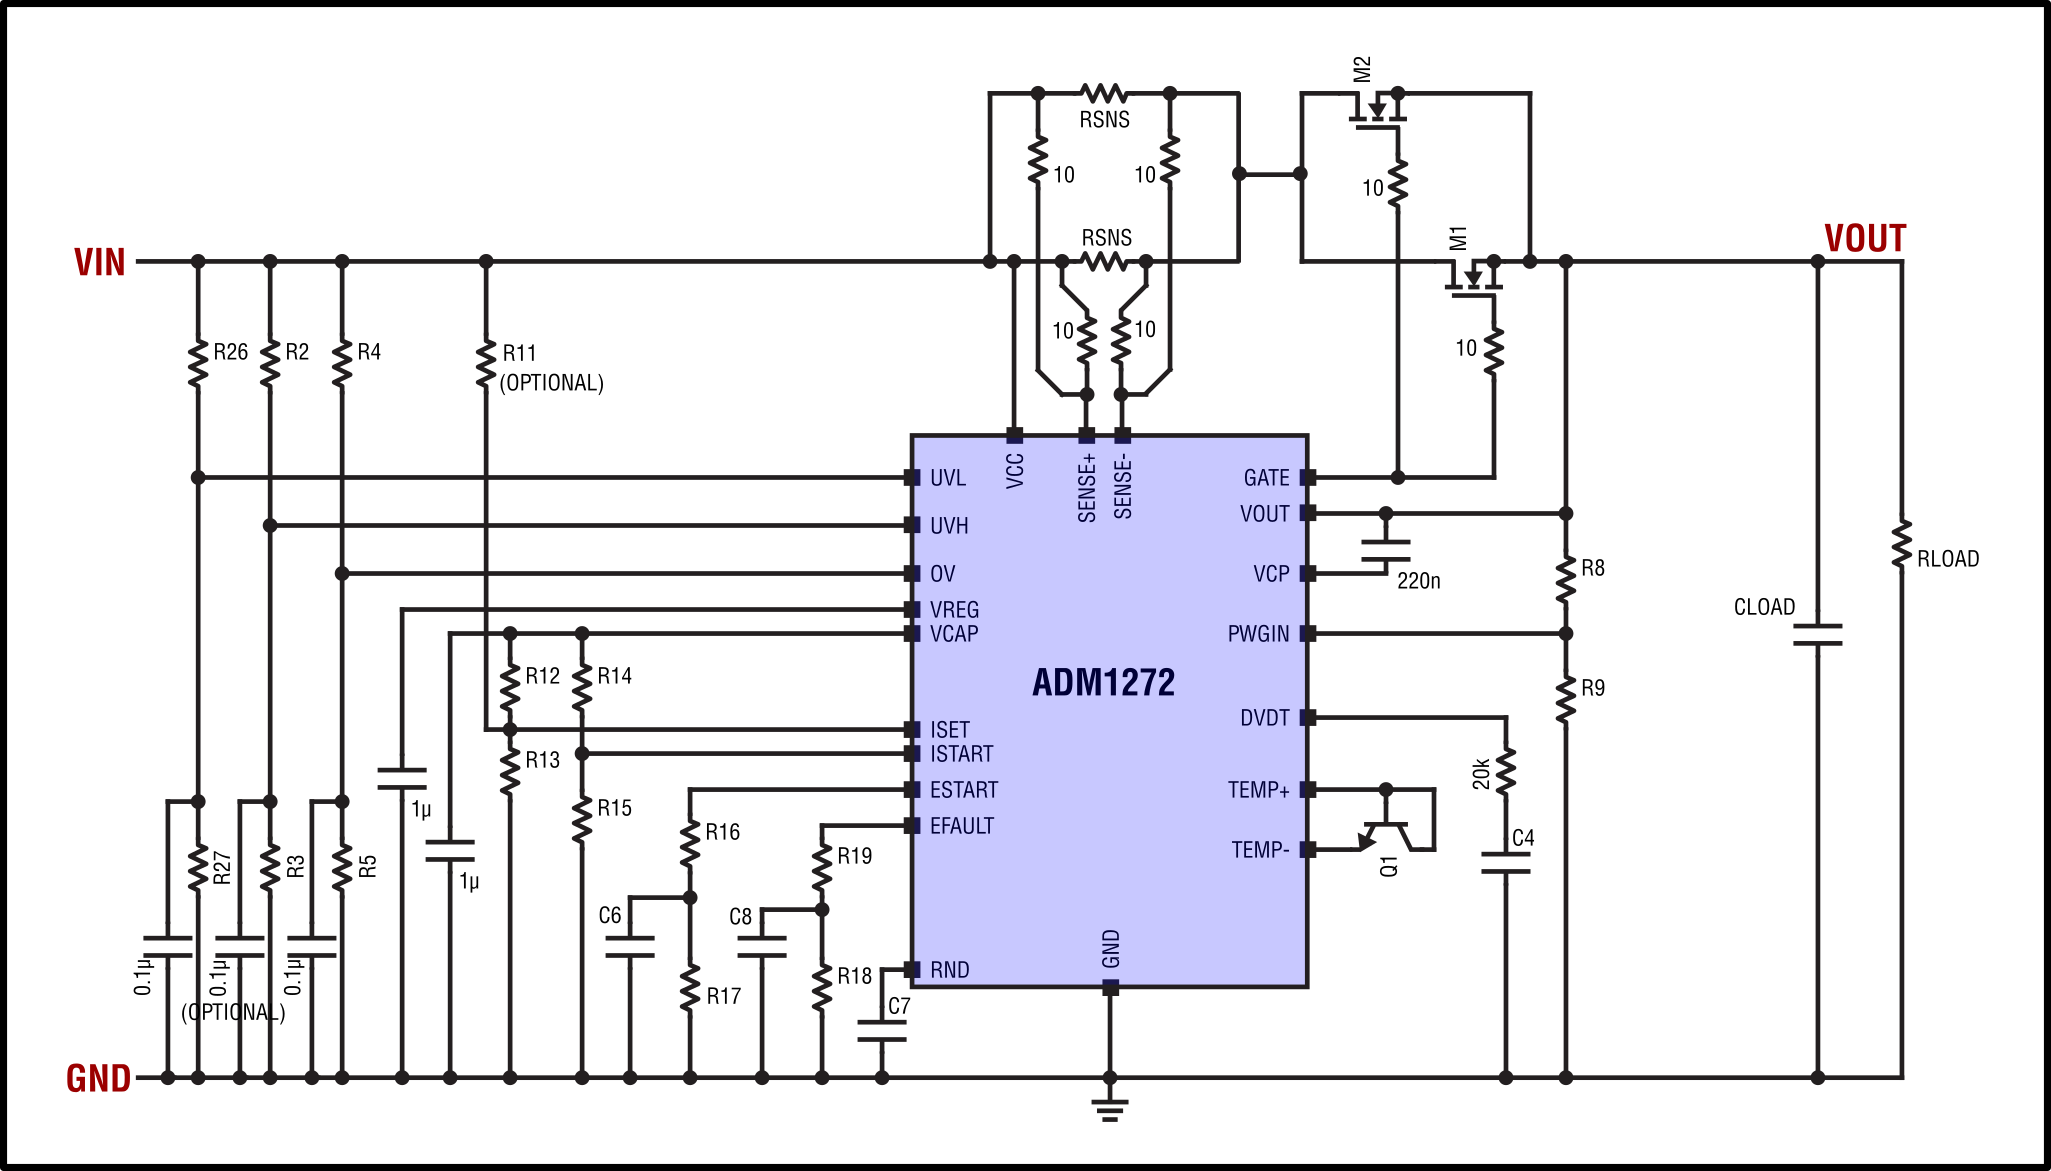 M2
RSNS
10
10
10
RSNS
M1
VIN
VOUT
10
10
10
R26
R2
R4
R11
(OPTIONAL)
VCC
SENSE+
SENSE-
UVL
GATE
VOUT
UVH
OV
VCP
220n
R8
RLOAD
VREG
VCAP
PWGIN
CLOAD
R12
R14
ADM1272
R9
ISET
DVDT
ISTART
R13
20k
ESTART
TEMP+
1µ
R15
EFAULT
R16
R19
TEMP-
C4
Q1
R27
R3
R5
1µ
C6
C8
GND
0.1µ
0.1µ
0.1µ
RND
R18
R17
(OPTIONAL)
C7
GND